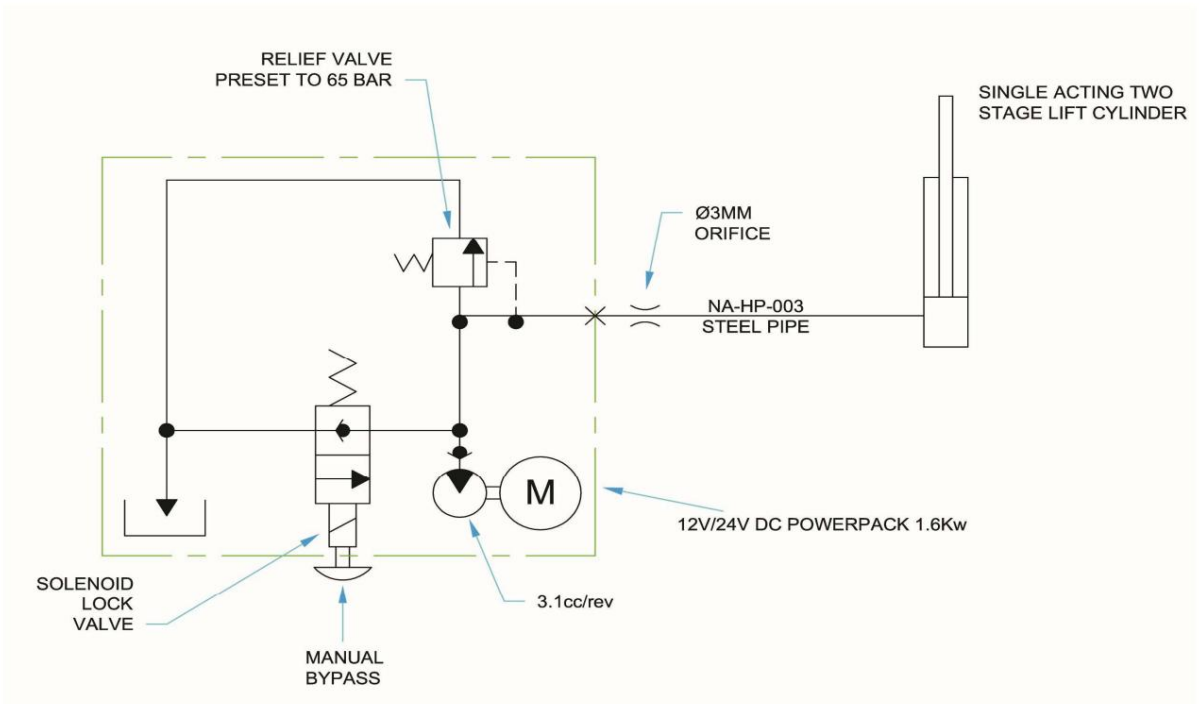 RELIEF VALVE
PRESET TO 65 BAR
SINGLE ACTING TWO
STAGE LIFT CYLINDER
Ø3MM
ORIFICE
NA-HP-003
STEEL PIPE
M
12V/24V DC POWERPACK 1.6Kw
SOLENOID
LOCK
VALVE
3.1cc/rev
MANUAL
BYPASS